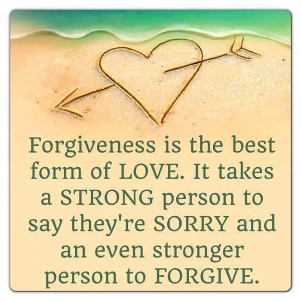 Forgiveness is the best
form of LOVE. It takes
a STRONG person to
say they're SORRY and
an even stronger
person to FORGIVE.